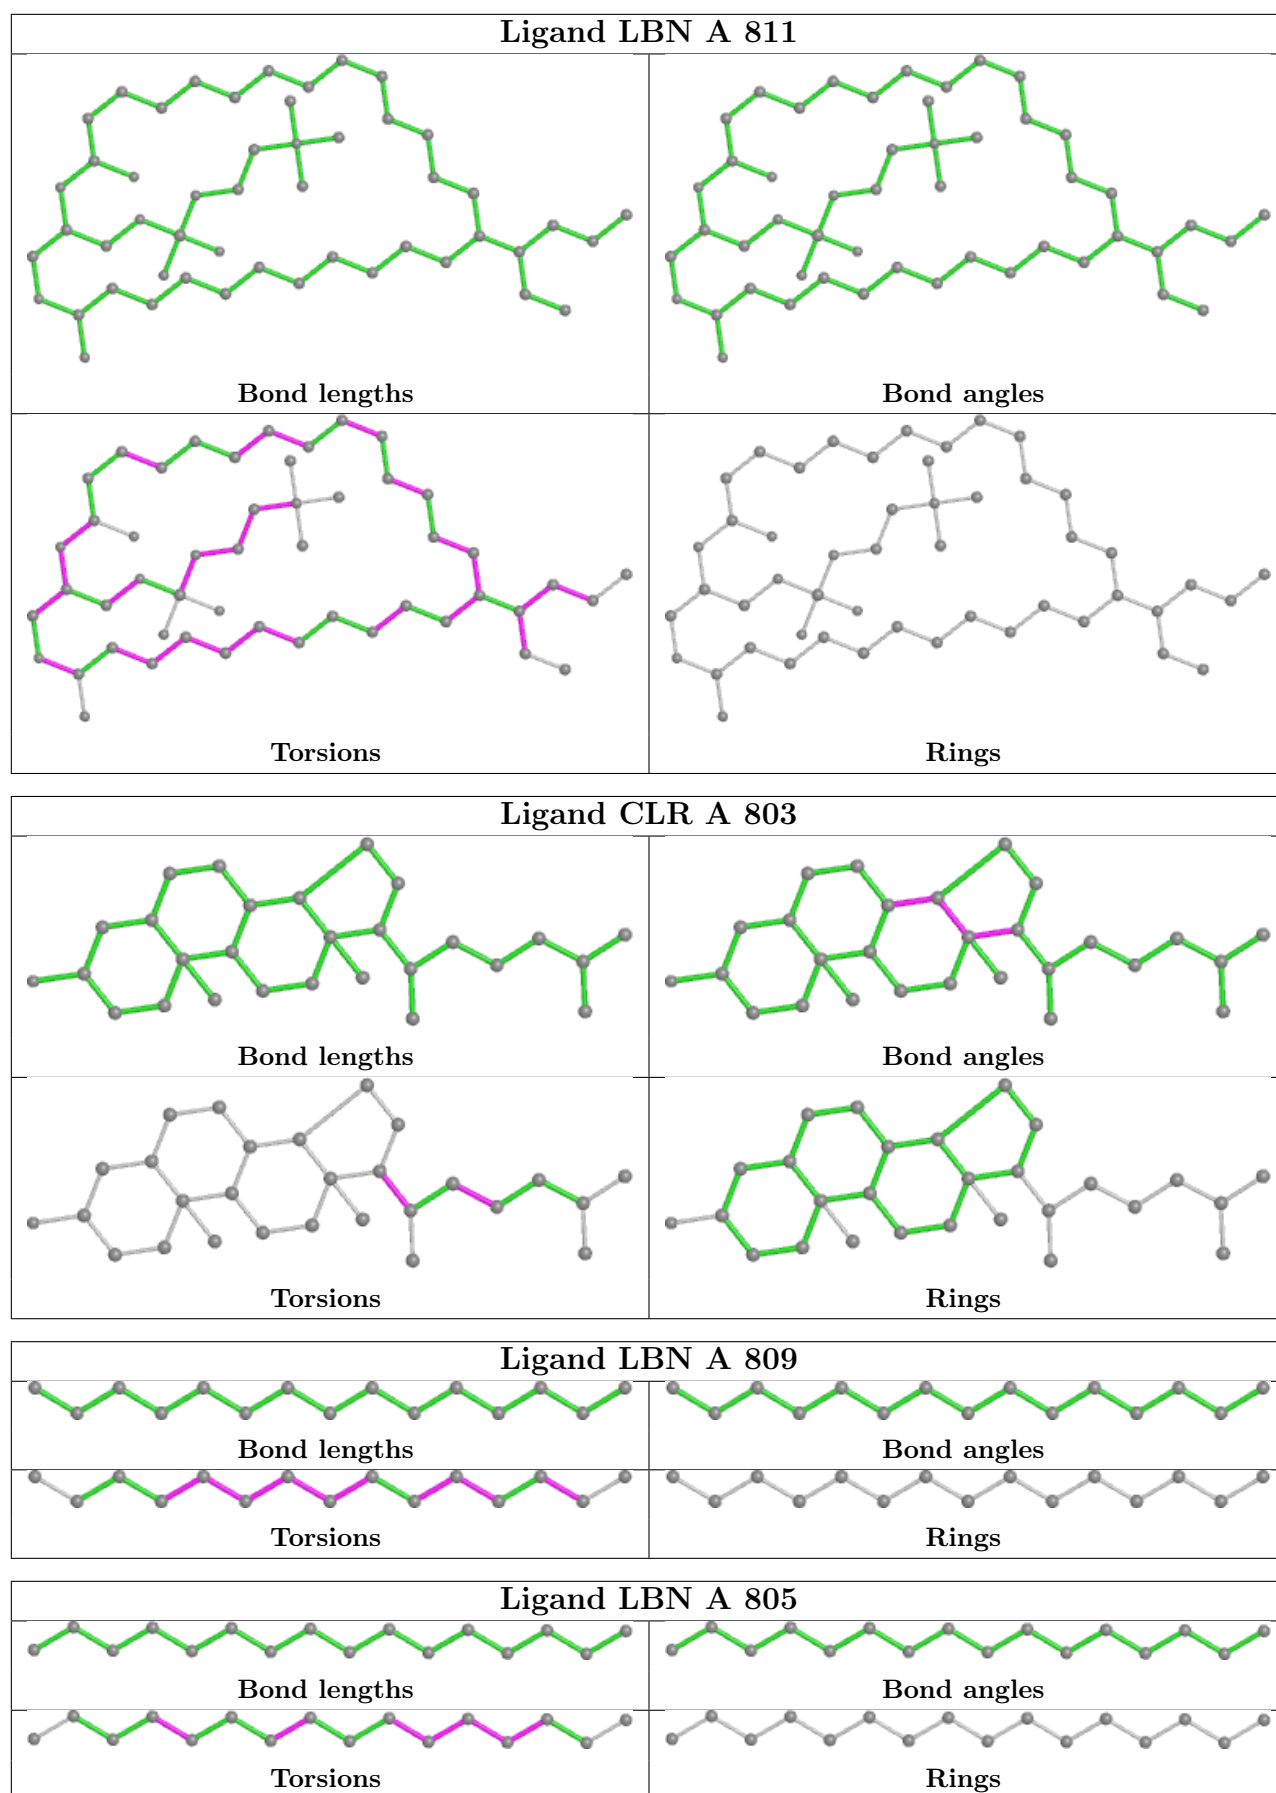 Ligand LBN A 811
Bond lengths
Bond angles
Torsions
Rings
Ligand CLR A 803
Bond lengths
Bond angles
Torsions
Rings
Ligand LBN A 809
Bond lengths
Bond angles
Torsions
Rings
Ligand LBN A 805
Bond lengths
Bond angles
Torsions
Rings